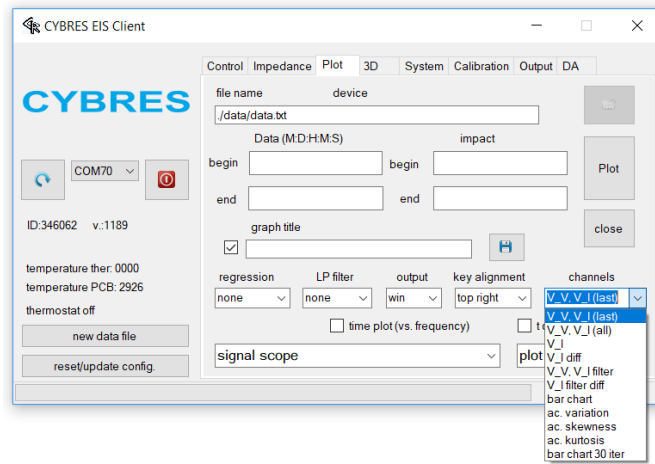 CYBRES EIS Client
Control Impedance Plot 3D System Calibration Output DA
CYBRES
file name device
./data/data.txt
Data (M:D:H:M:S) impact
begin begin
Plot
COM70
end end
ID:346062 v.:1189
graph title
close
temperature ther: 0000
temperature PCB: 2926
thermostat off
regression LP filter output key alignment channels
none none win top right V_V, V_I (last)
new data file
time plot (vs. frequency)
reset/update config.
signal scope
plot
V_V, V_I (last)
V_V, V_I (all)
V_I
V_I diff
V_V, V_I filter
V_I filter diff
bar chart
ac. variation
ac. skewness
ac. kurtosis
bar chart 30 iter